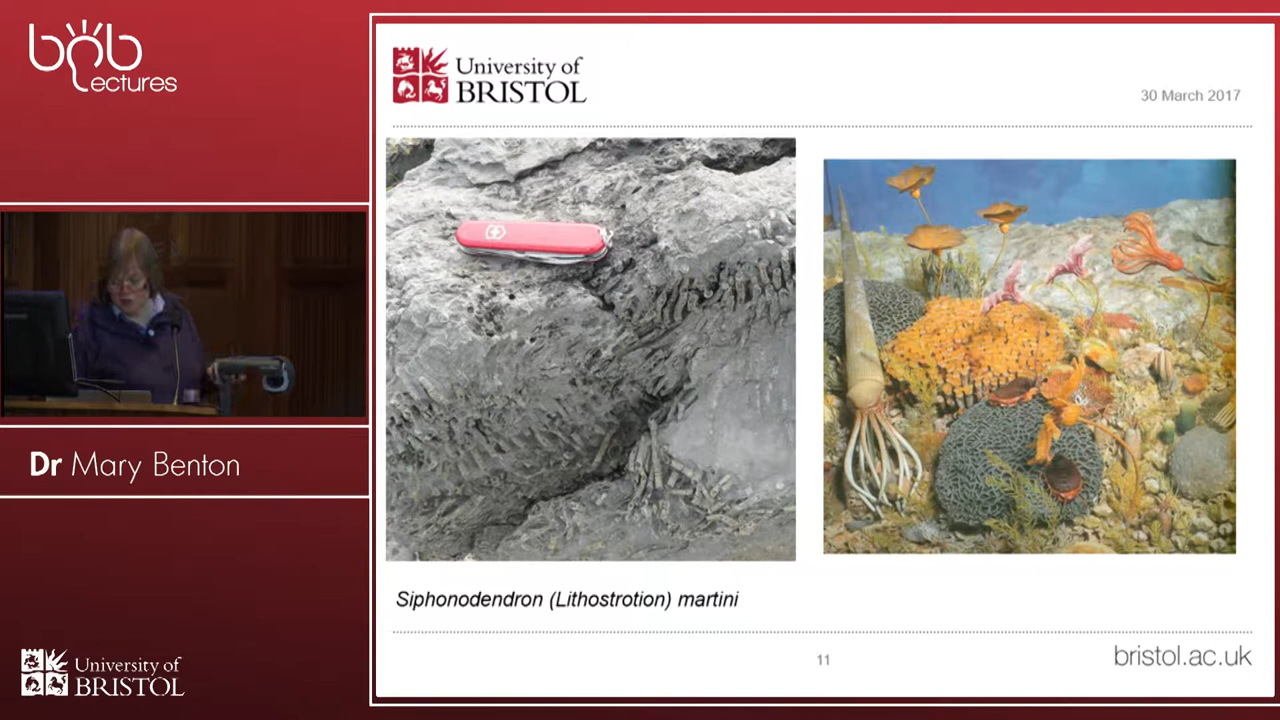 bob
Lectures
University of
BRISTOL
30 March 2017
Dr Mary Benton
Siphonodendron (Lithostrotion) martini
11
bristol.ac.uk
University of
BRISTOL